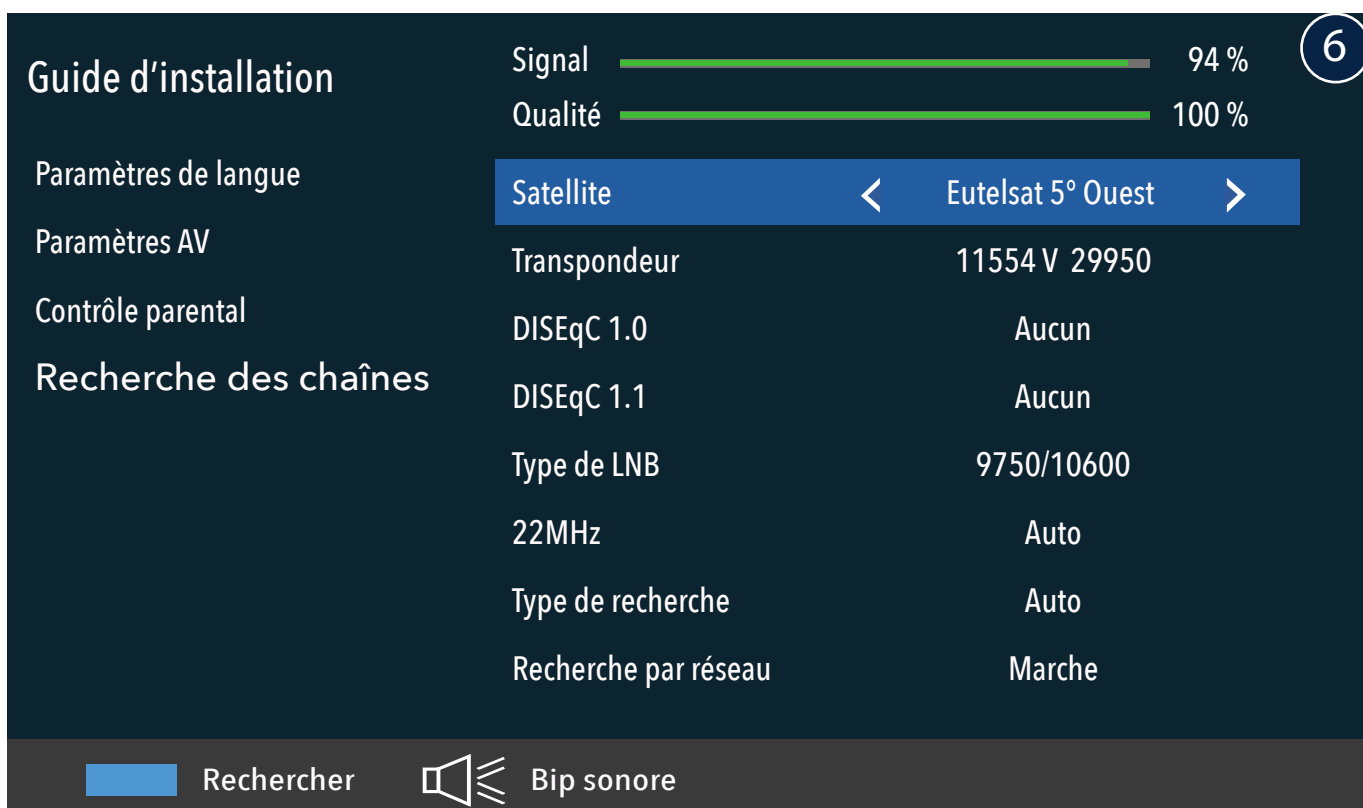 Guide d’installation
Signal 94 %
6
Qualité 100 %
Paramètres de langue
Paramètres AV
Contrôle parental
Recherche des chaînes
Satellite < Eutelsat 5º Ouest >
Transpondeur 11554 V 29950
DISEqC 1.0 Aucun
DISEqC 1.1 Aucun
Type de LNB 9750/10600
22MHz Auto
Type de recherche Auto
Recherche par réseau Marche
Rechercher Bip sonore